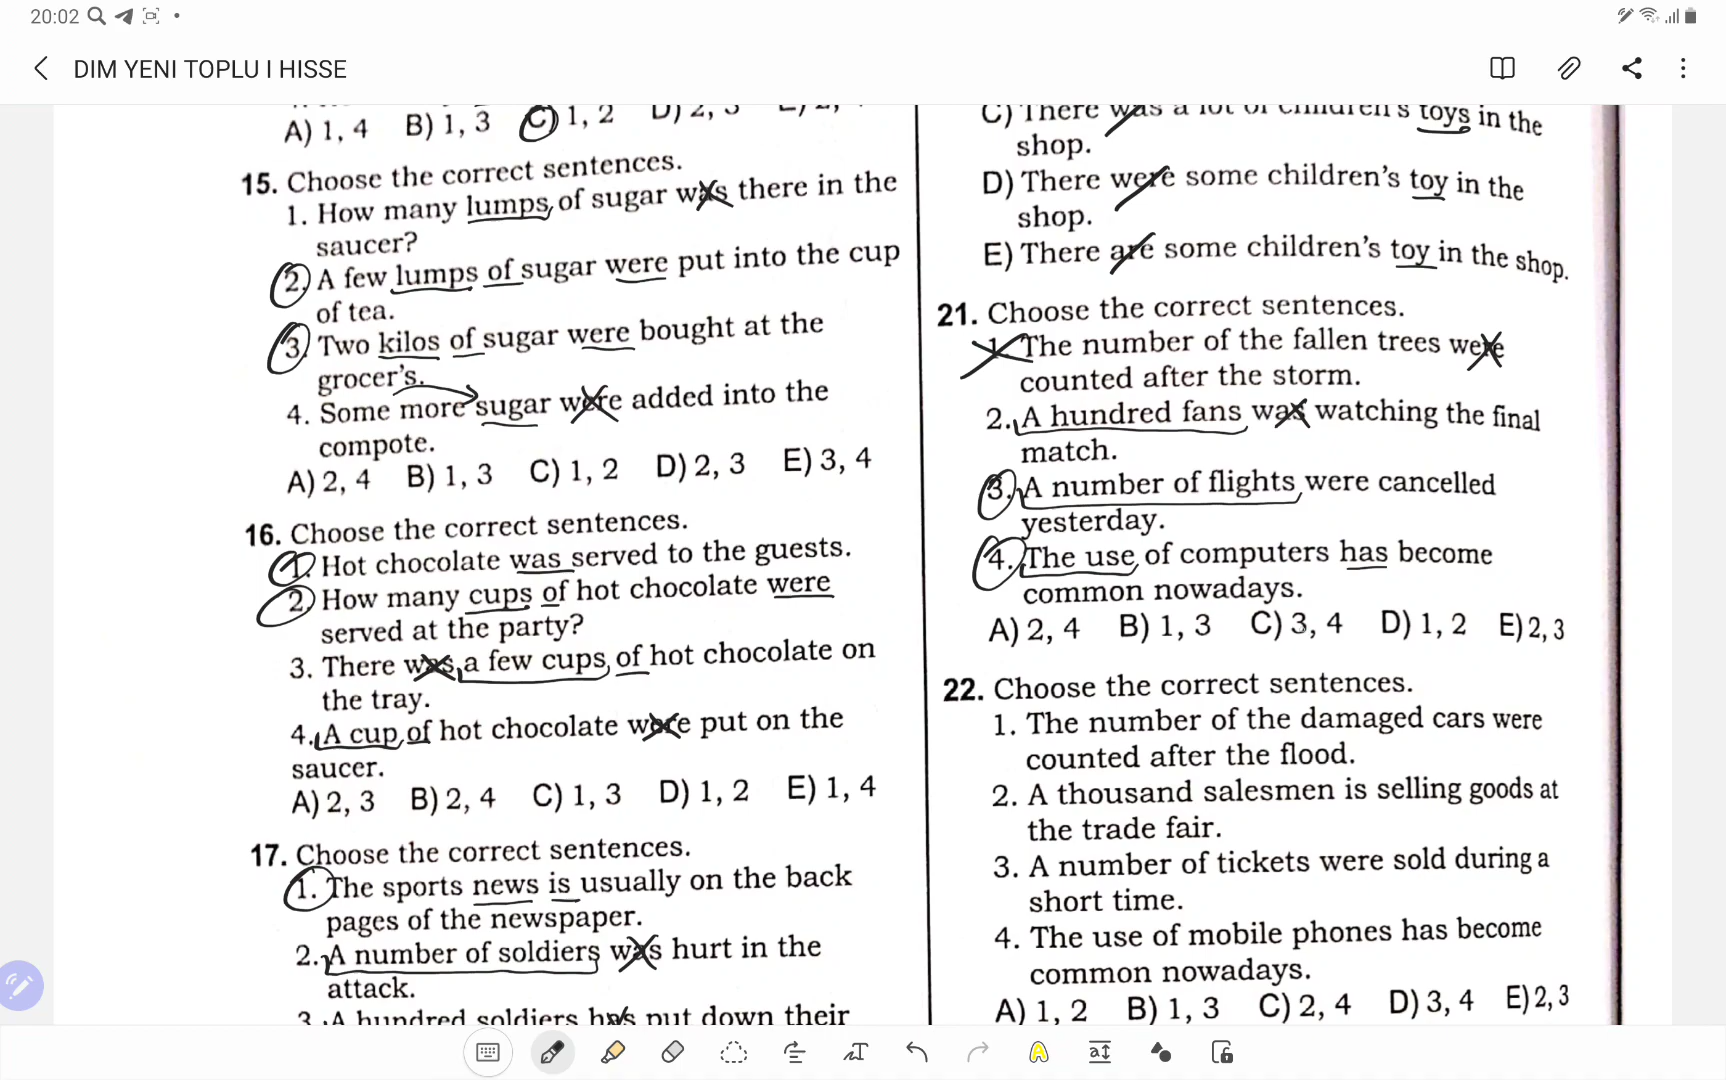 20:02
DIM YENI TOPLU I HISSE
A) 1, 4 B) 1, 3 C) 1, 2 D) 2, 3
15. Choose the correct sentences.
1. How many lumps of sugar was there in the
saucer?
2. A few lumps of sugar were put into the cup
of tea.
3. Two kilos of sugar were bought at the
grocer's.
4. Some more sugar were added into the
compote.
A) 2, 4 B) 1, 3 C) 1, 2 D) 2, 3 E) 3, 4
16. Choose the correct sentences.
1. Hot chocolate was served to the guests.
2. How many cups of hot chocolate were
served at the party?
3. There was a few cups of hot chocolate on
the tray.
4. A cup of hot chocolate were put on the
saucer.
A) 2, 3 B) 2, 4 C) 1, 3 D) 1, 2 E) 1, 4
17. Choose the correct sentences.
1. The sports news is usually on the back
pages of the newspaper.
2. A number of soldiers was hurt in the
attack.
3. A hundred soldiers has put down their
C) There was a lot of children's toys in the
shop.
D) There were some children's toy in the
shop.
E) There are some children's toy in the shop.
21. Choose the correct sentences.
1. The number of the fallen trees were
counted after the storm.
2. A hundred fans was watching the final
match.
3. A number of flights were cancelled
yesterday.
4. The use of computers has become
common nowadays.
A) 2, 4 B) 1, 3 C) 3, 4 D) 1, 2 E) 2, 3
22. Choose the correct sentences.
1. The number of the damaged cars were
counted after the flood.
2. A thousand salesmen is selling goods at
the trade fair.
3. A number of tickets were sold during a
short time.
4. The use of mobile phones has become
common nowadays.
A) 1, 2 B) 1, 3 C) 2, 4 D) 3, 4 E) 2, 3